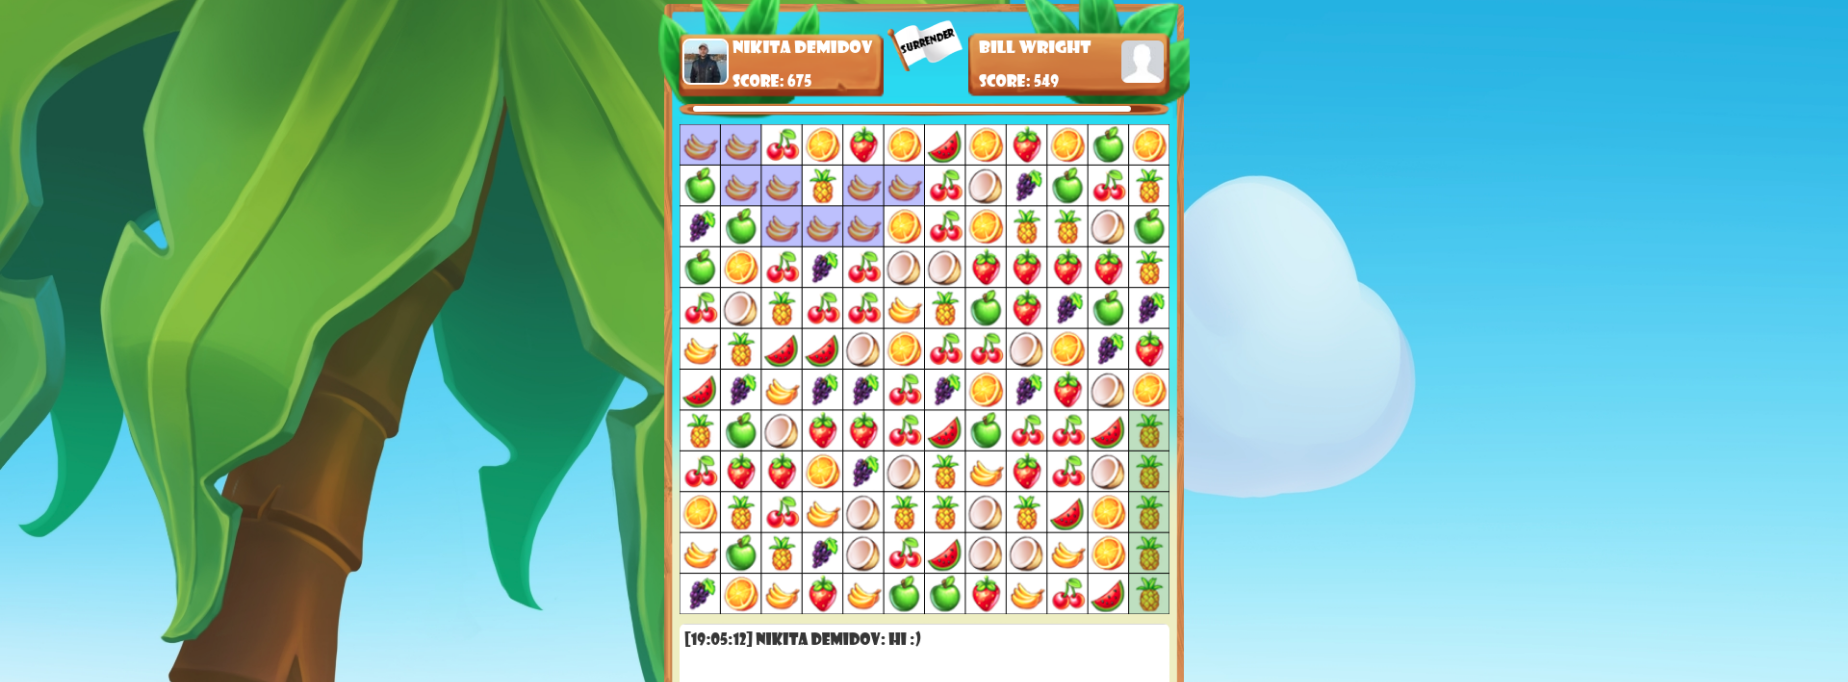 NIKITA DEMIDOV
SCORE: 675
SURRENDER
BILL WRIGHT
SCORE: 549
[19:05:12] NIKITA DEMIDOV: HI :)